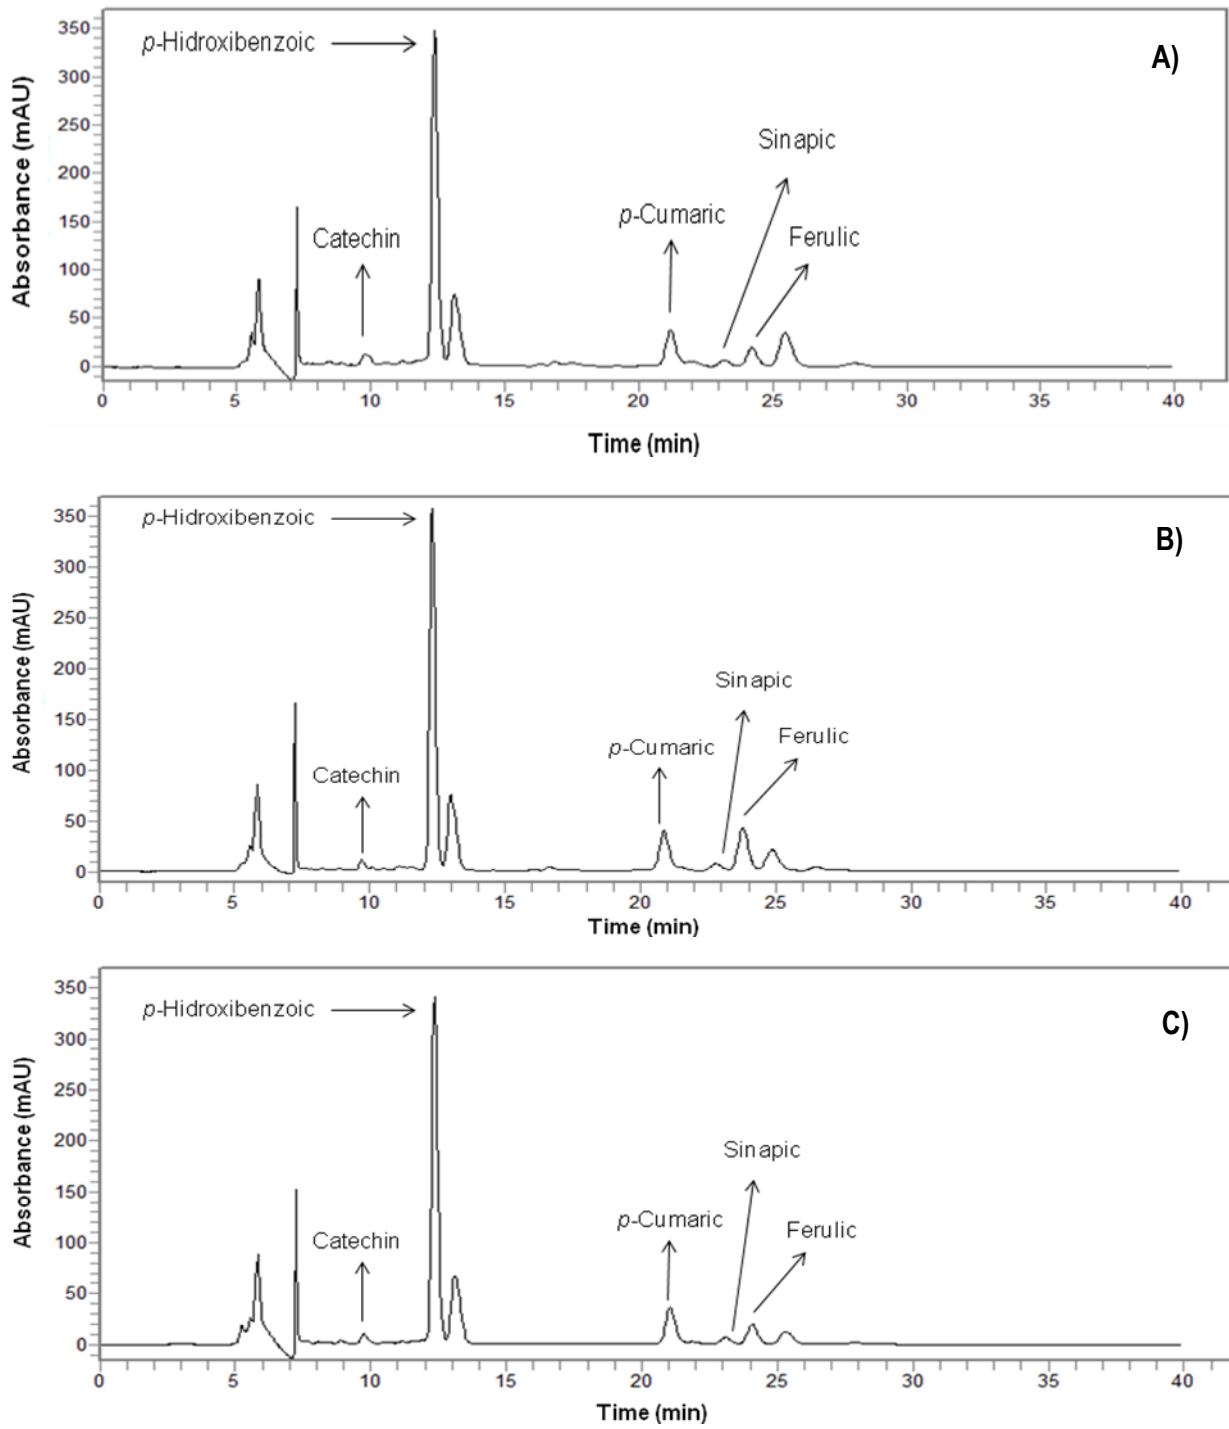 A)
Absorbance (mAU)
350
300
250
200
150
100
50
0
p-Hidroxibenzoic
Catechin
p-Cumaric
Sinapic
Ferulic
0 5 10 15 20 25 30 35 40
Time (min)
B)
Absorbance (mAU)
350
300
250
200
150
100
50
0
p-Hidroxibenzoic
Catechin
p-Cumaric
Sinapic
Ferulic
0 5 10 15 20 25 30 35 40
Time (min)
C)
Absorbance (mAU)
350
300
250
200
150
100
50
0
p-Hidroxibenzoic
Catechin
p-Cumaric
Sinapic
Ferulic
0 5 10 15 20 25 30 35 40
Time (min)